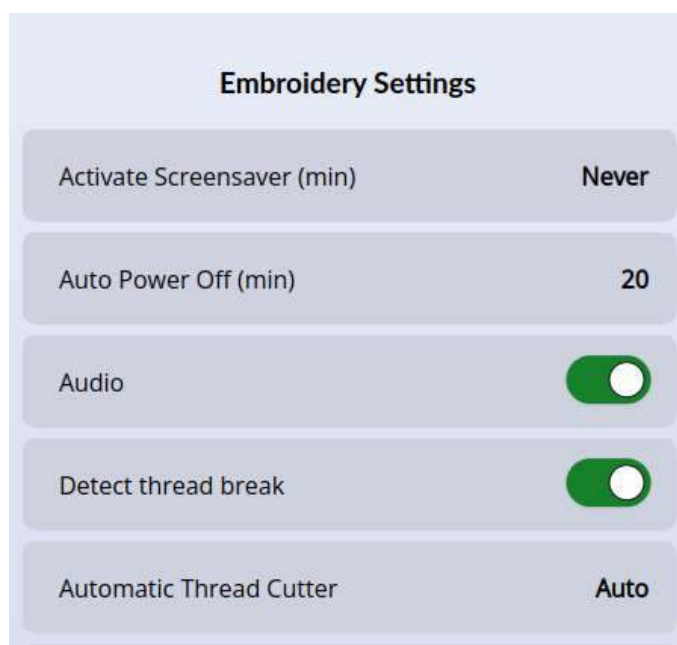 Embroidery Settings
Activate Screensaver (min) Never
Auto Power Off (min) 20
Audio
Detect thread break
Automatic Thread Cutter Auto